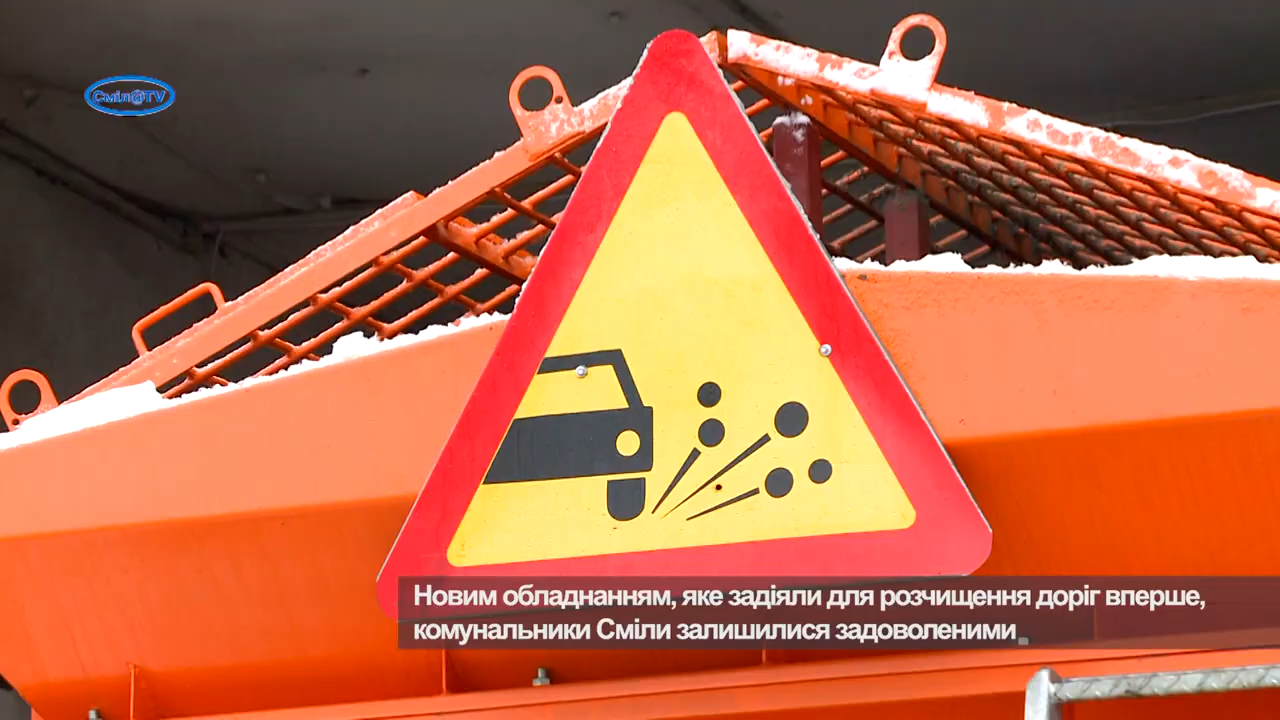 Сміл@TV
Новим обладнанням, яке задіяли для розчищення доріг вперше,
комунальники Сміли залишилися задоволеними